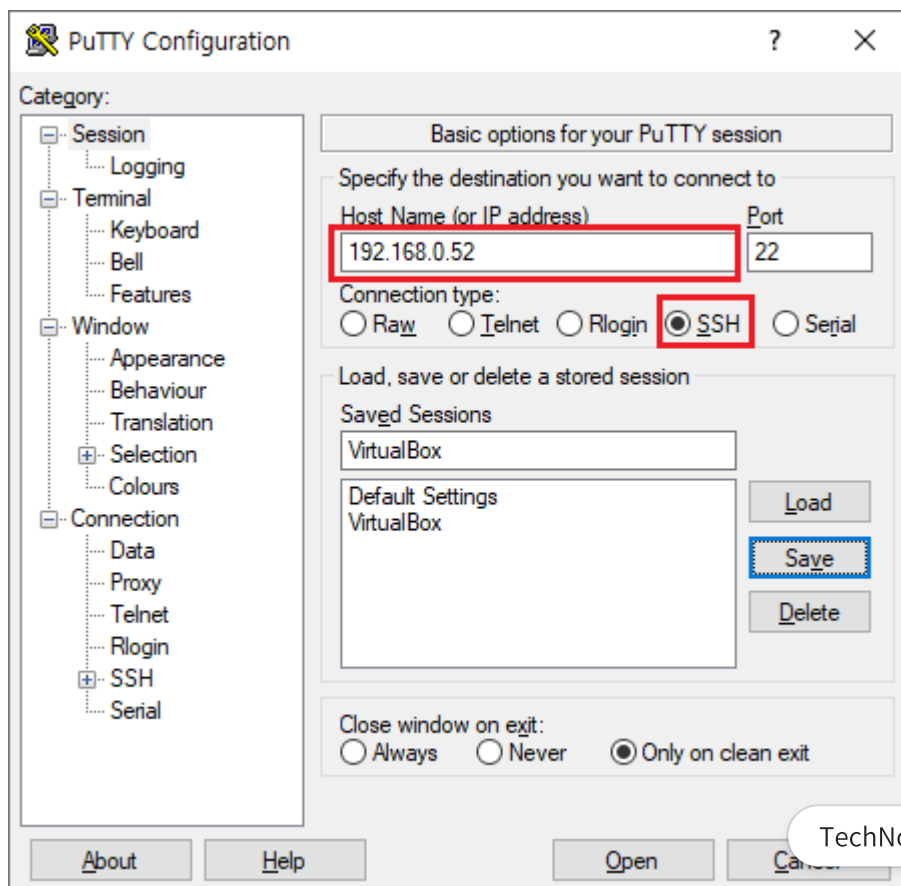 PuTTY Configuration
?
Category:
Session
Logging
Terminal
Keyboard
Bell
Features
Window
Appearance
Behaviour
Translation
Selection
Colours
Connection
Data
Proxy
Telnet
Rlogin
SSH
Serial
Basic options for your PuTTY session
Specify the destination you want to connect to
Host Name (or IP address) Port
192.168.0.52 22
Connection type:
Raw Telnet Rlogin SSH Serial
Load, save or delete a stored session
Saved Sessions
VirtualBox
Default Settings
VirtualBox
Load
Save
Delete
Close window on exit:
Always Never Only on clean exit
About Help Open